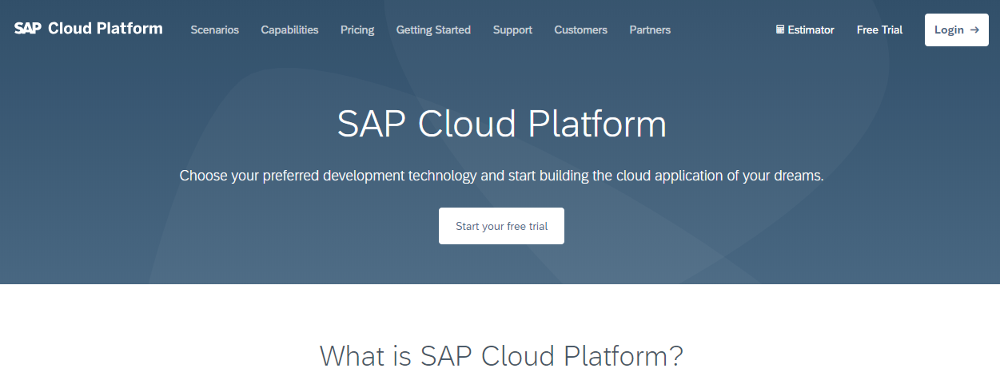 SAP Cloud Platform Scenarios Capabilities Pricing Getting Started Support Customers Partners Estimator Free Trial Login →
SAP Cloud Platform
Choose your preferred development technology and start building the cloud application of your dreams.
Start your free trial
What is SAP Cloud Platform?